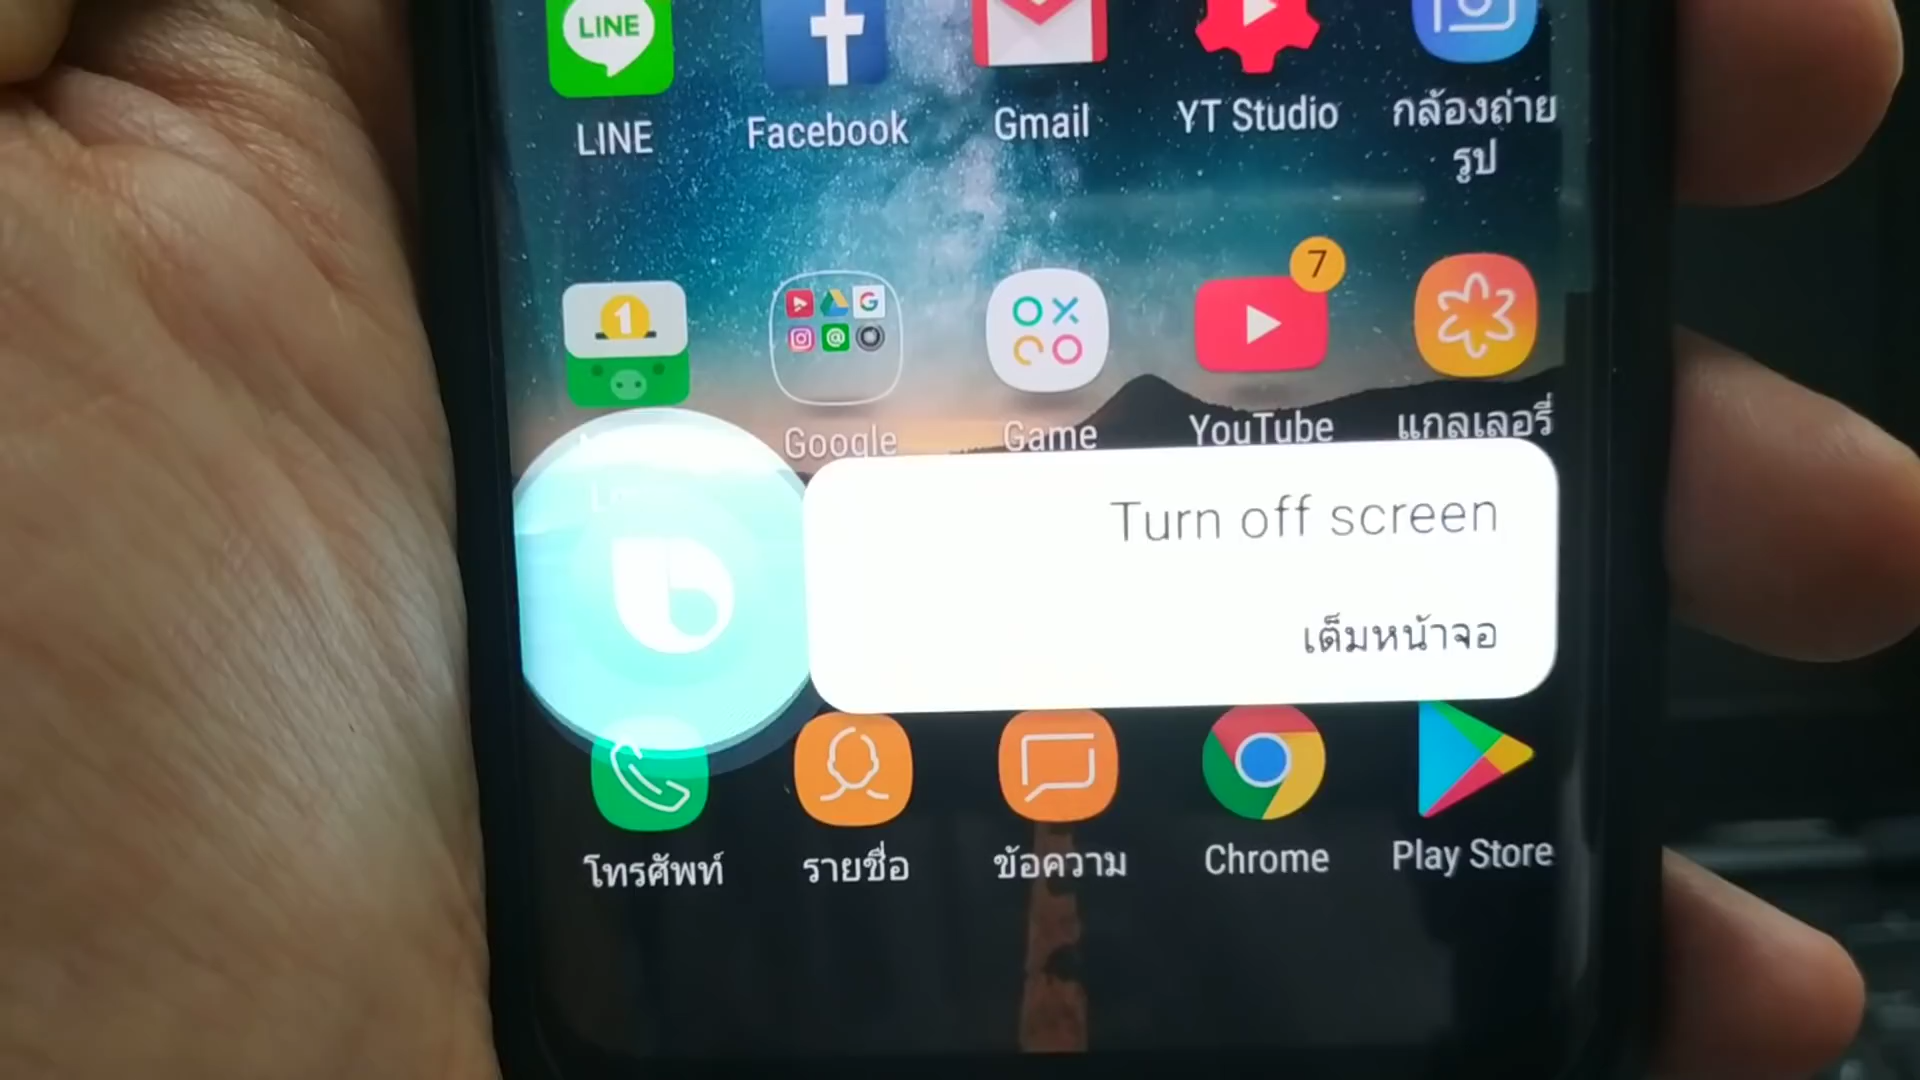 LINE
LINE
Facebook
Gmail
YT Studio
กล้องถ่าย
รูป
7
1
Google
Game
YouTube
แกลเลอรี่
Turn off screen
เต็มหน้าจอ
โทรศัพท์
รายชื่อ
ข้อความ
Chrome
Play Store